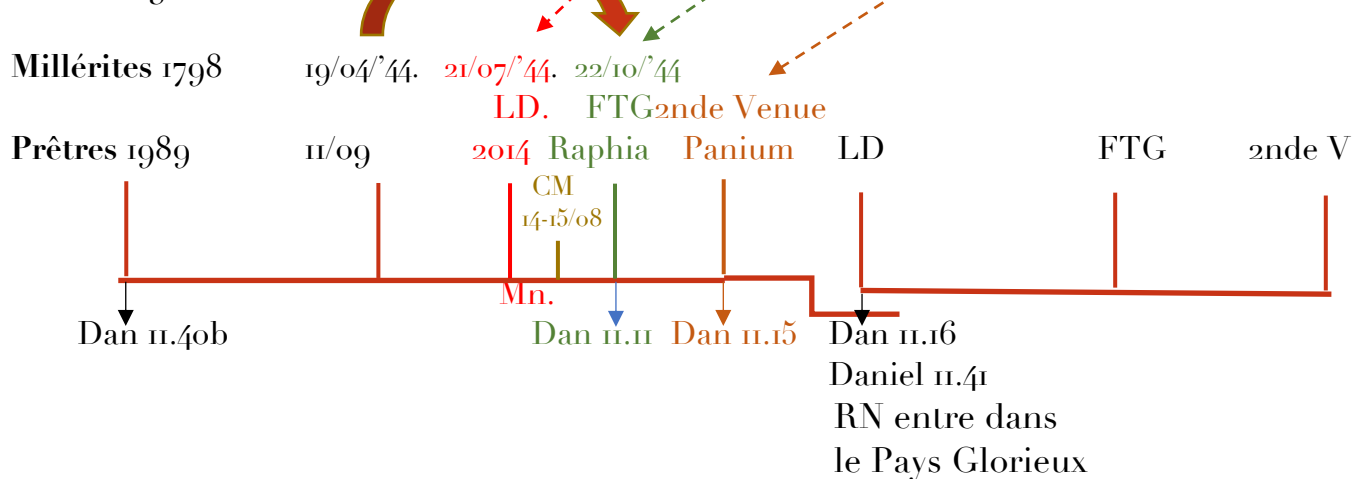 Millérites 1798 19/04/’44. 21/07/’44. 22/10/’44
LD. FTG 2nde Venue
Prêtres 1989 11/09 2014 Raphia Panium LD FTG 2nde V
CM
14-15/08
Mn.
Dan 11.40b Dan 11.11 Dan 11.15 Dan 11.16
Daniel 11.41
RN entre dans
le Pays Glorieux